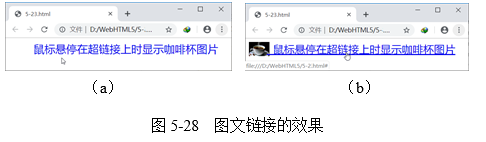 5-23.html
5-23.html
文件 | D:/WebHTML5/5-...
文件 | D:/WebHTML5/5-2...
鼠标悬停在超链接上时显示咖啡杯图片
鼠标悬停在超链接上时显示咖啡杯图片
file:///D:/WebHTML5/5-2.html#
（a）
（b）
图 5-28 图文链接的效果